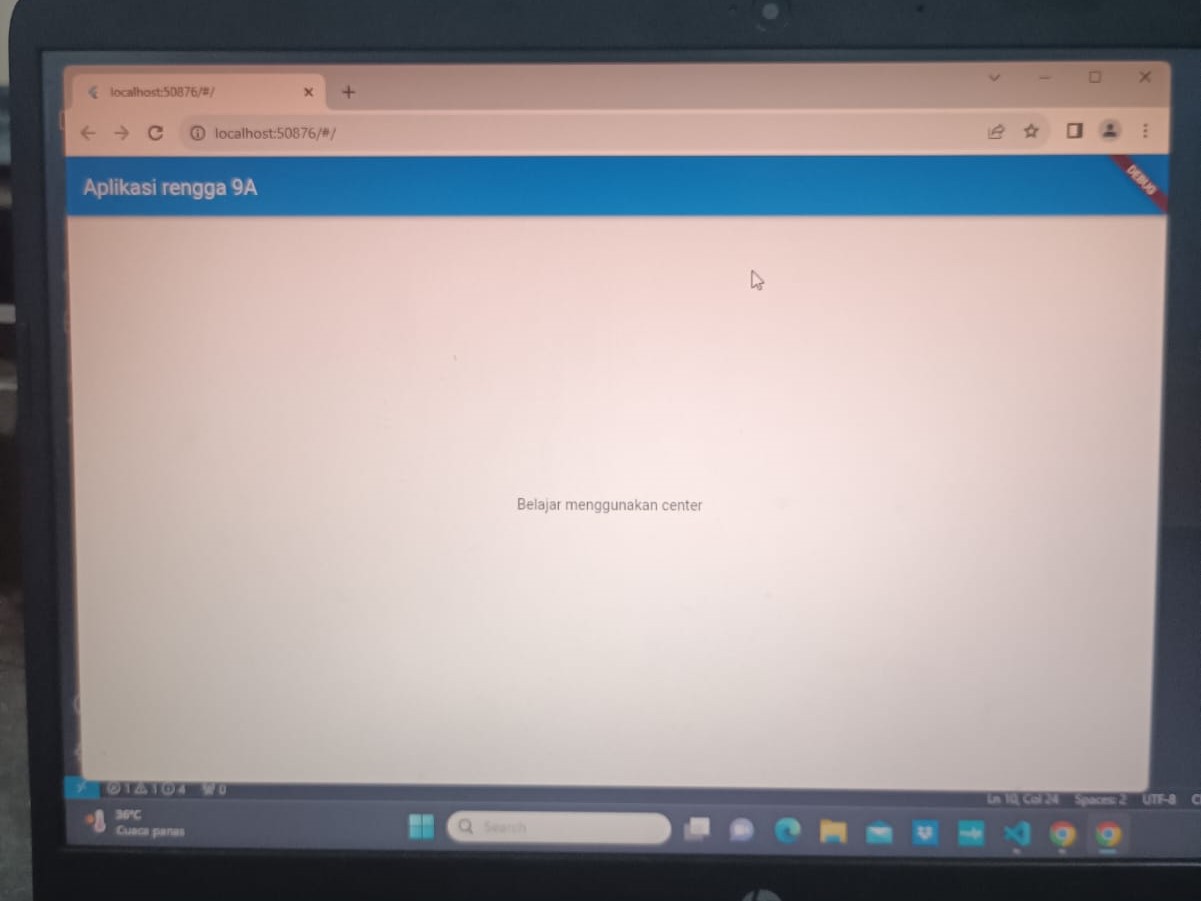 localhost:50876/#/
localhost:50876/#/
Aplikasi rengga 9A
DEBUG
Belajar menggunakan center
1 1 4 0
Ln 10, Col 24 Spaces: 2 UTF-8
36°C
Cuaca panas
Search